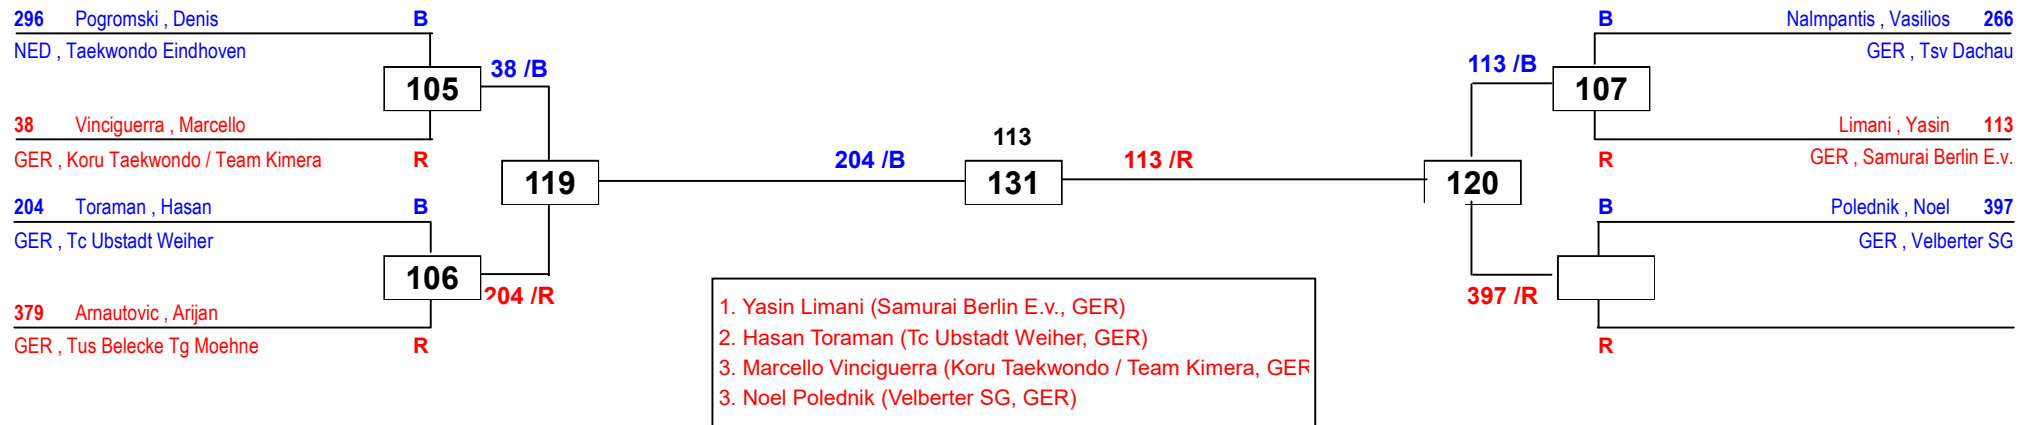 296 Pogromski , Denis B
NED , Taekwondo Eindhoven
105
38 /B
38 Vinciguerra , Marcello
GER , Koru Taekwondo / Team Kimera R
119
204 Toraman , Hasan B
GER , Tc Ubstadt Weiher
106
204 /R
379 Arnautovic , Arijan
GER , Tus Belecke Tg Moehne R
204 /B
113
131
113 /R
B Nalmpantis , Vasilios 266
GER , Tsv Dachau
113 /B
107
Limani , Yasin 113
R GER , Samurai Berlin E.v.
120
B Polednik , Noel 397
GER , Velberter SG
397 /R
R
1. Yasin Limani (Samurai Berlin E.v., GER)
2. Hasan Toraman (Tc Ubstadt Weiher, GER)
3. Marcello Vinciguerra (Koru Taekwondo / Team Kimera, GER
3. Noel Polednik (Velberter SG, GER)